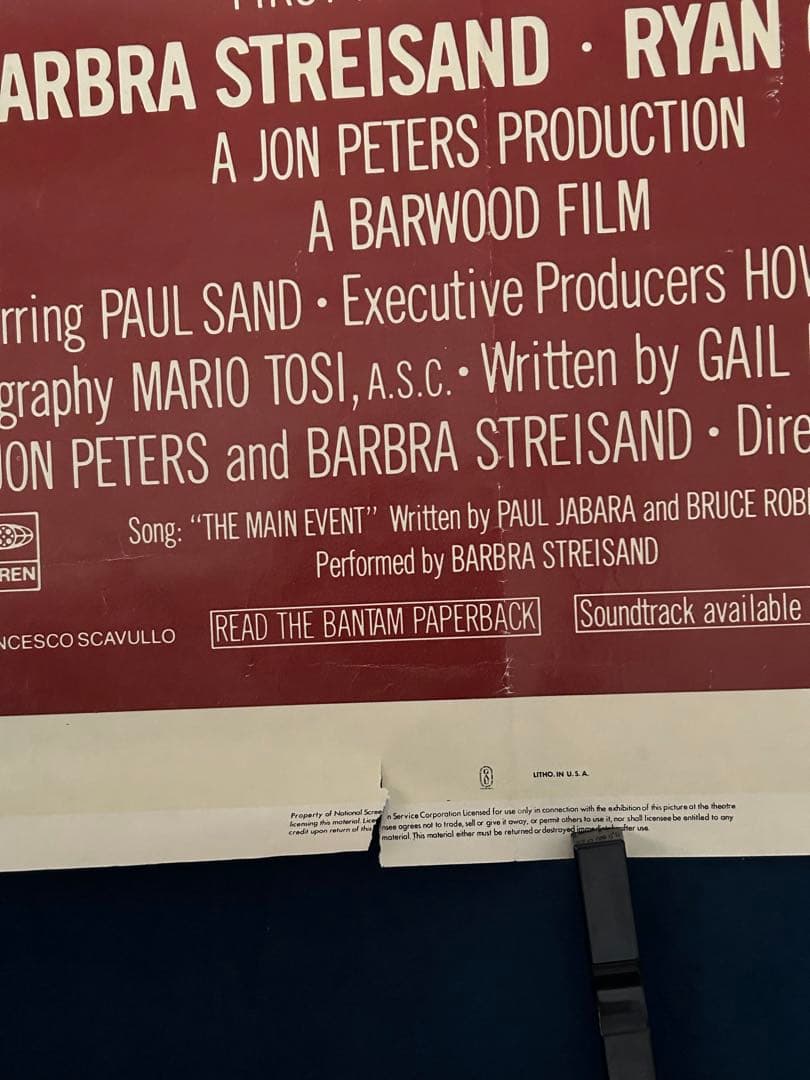 ARBRA STREISAND · RYAN
A JON PETERS PRODUCTION
A BARWOOD FILM
rring PAUL SAND · Executive Producers HO
graphy MARIO TOSI, A.S.C. · Written by GAIL
JON PETERS and BARBRA STREISAND · Dire
Song: "THE MAIN EVENT" Written by PAUL JABARA and BRUCE ROB
Performed by BARBRA STREISAND
REN
NCESCO SCAVULLO READ THE BANTAM PAPERBACK Soundtrack available
LITHO. IN U.S.A.
Property of National Scree n Service Corporation Licensed for use only in connection with the exhibition of this picture at the theatre
licensing this material. Lice nsee agrees not to trade, sell or give it away, or permit others to use it, nor shall licensee be entitled to any
credit upon return of this material. This material either must be returned or destroyed after use.